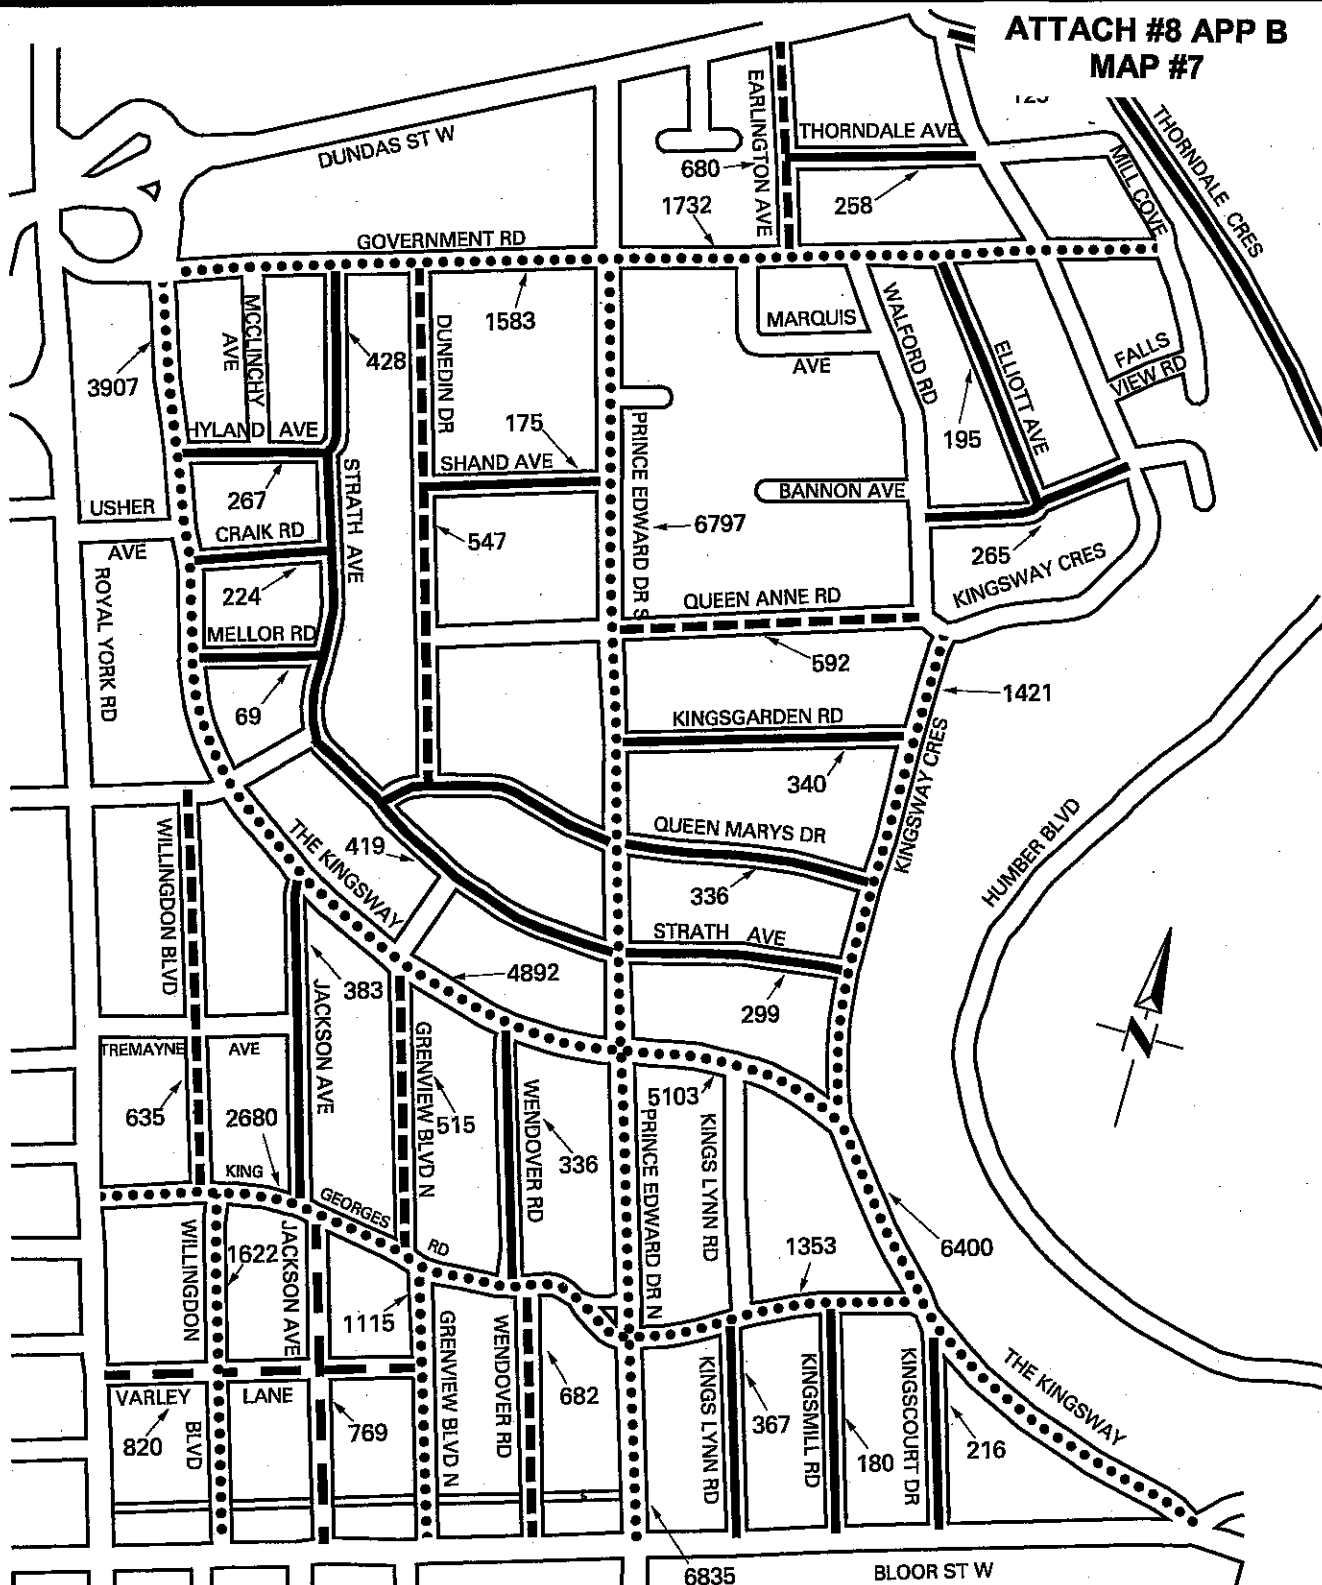 ATTACH #8 APP B
MAP #7
DUNDAS ST W
EARLINGTON AVE
THORNDALE AVE
THORNDALE CRES
MILL COVE
680
258
1732
GOVERNMENT RD
1583
MCCLINCHY
AVE
3907
428
DUNEDIN DR
MARQUIS
AVE
WALFORD RD
ELLIOTT AVE
195
FALLS
VIEW RD
HYLAND AVE
175
SHAND AVE
STRATH AVE
PRINCE EDWARD DR S
BANNON AVE
267
USHER
AVE
CRAIK RD
547
6797
265
KINGSWAY CRES
224
QUEEN ANNE RD
MELLOR RD
592
ROYAL YORK RD
69
1421
KINGSGARDEN RD
340
KINGSWAY CRES
HUMBER BLVD
WILLINGDON BLVD
THE KINGSWAY
419
QUEEN MARYS DR
336
STRATH AVE
383
4892
299
JACKSON AVE
GRENVIEW BLVD N
N
TREMAYNE AVE
635
2680
515
WENDOVER RD
336
5103
KINGS LYNN RD
PRINCE EDWARD DR N
KING
GEORGES
RD
WILLINGDON
BLVD
1622
JACKSON AVE
1115
1353
6400
GRENVIEW BLVD N
WENDOVER RD
682
KINGS LYNN RD
367
KINGSMILL RD
180
KINGSCOURT DR
216
THE KINGSWAY
VARLEY LANE
820
769
6835
BLOOR ST W